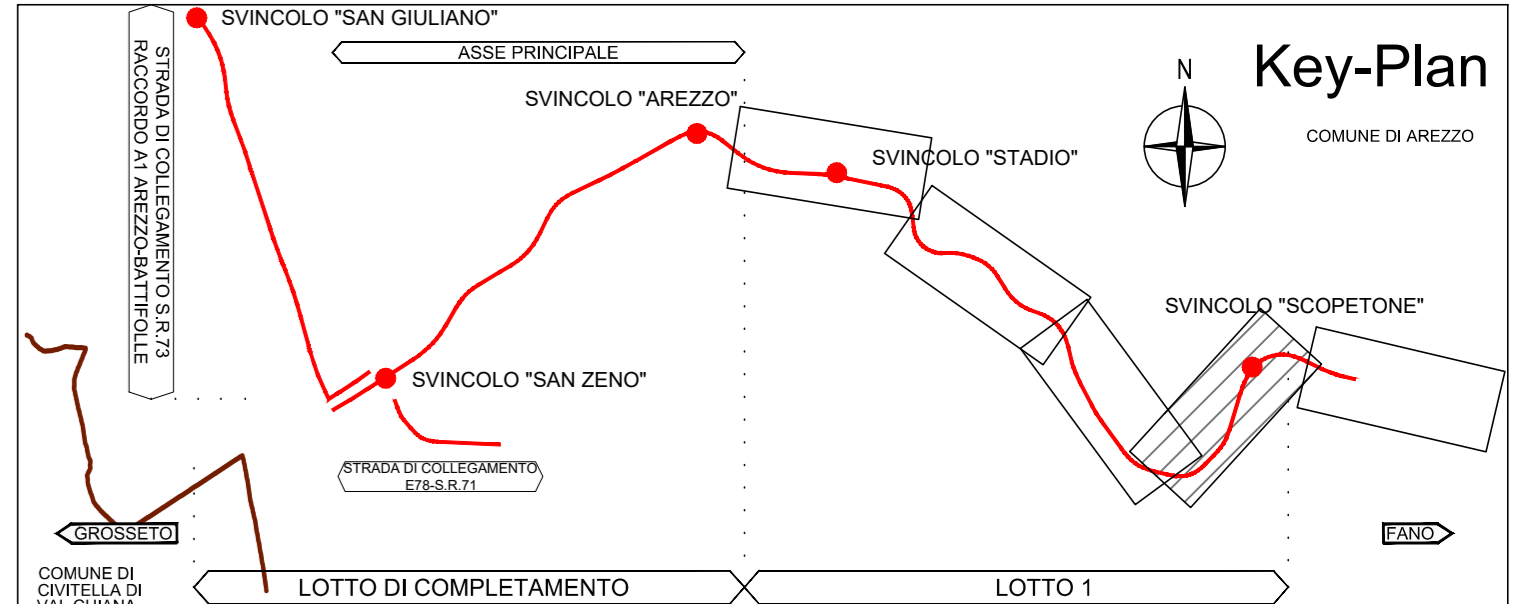 SVINCOLO "SAN GIULIANO"
STRADA DI COLLEGAMENTO S.R.73
RACCORDO A1 AREZZO-BATTIFOLLE
ASSE PRINCIPALE
Key-Plan
N
SVINCOLO "AREZZO"
COMUNE DI AREZZO
SVINCOLO "STADIO"
SVINCOLO "SCOPETONE"
SVINCOLO "SAN ZENO"
STRADA DI COLLEGAMENTO
E78-S.R.71
GROSSETO
FANO
COMUNE DI
CIVITELLA DI
VAL CHIANA
LOTTO DI COMPLETAMENTO
LOTTO 1